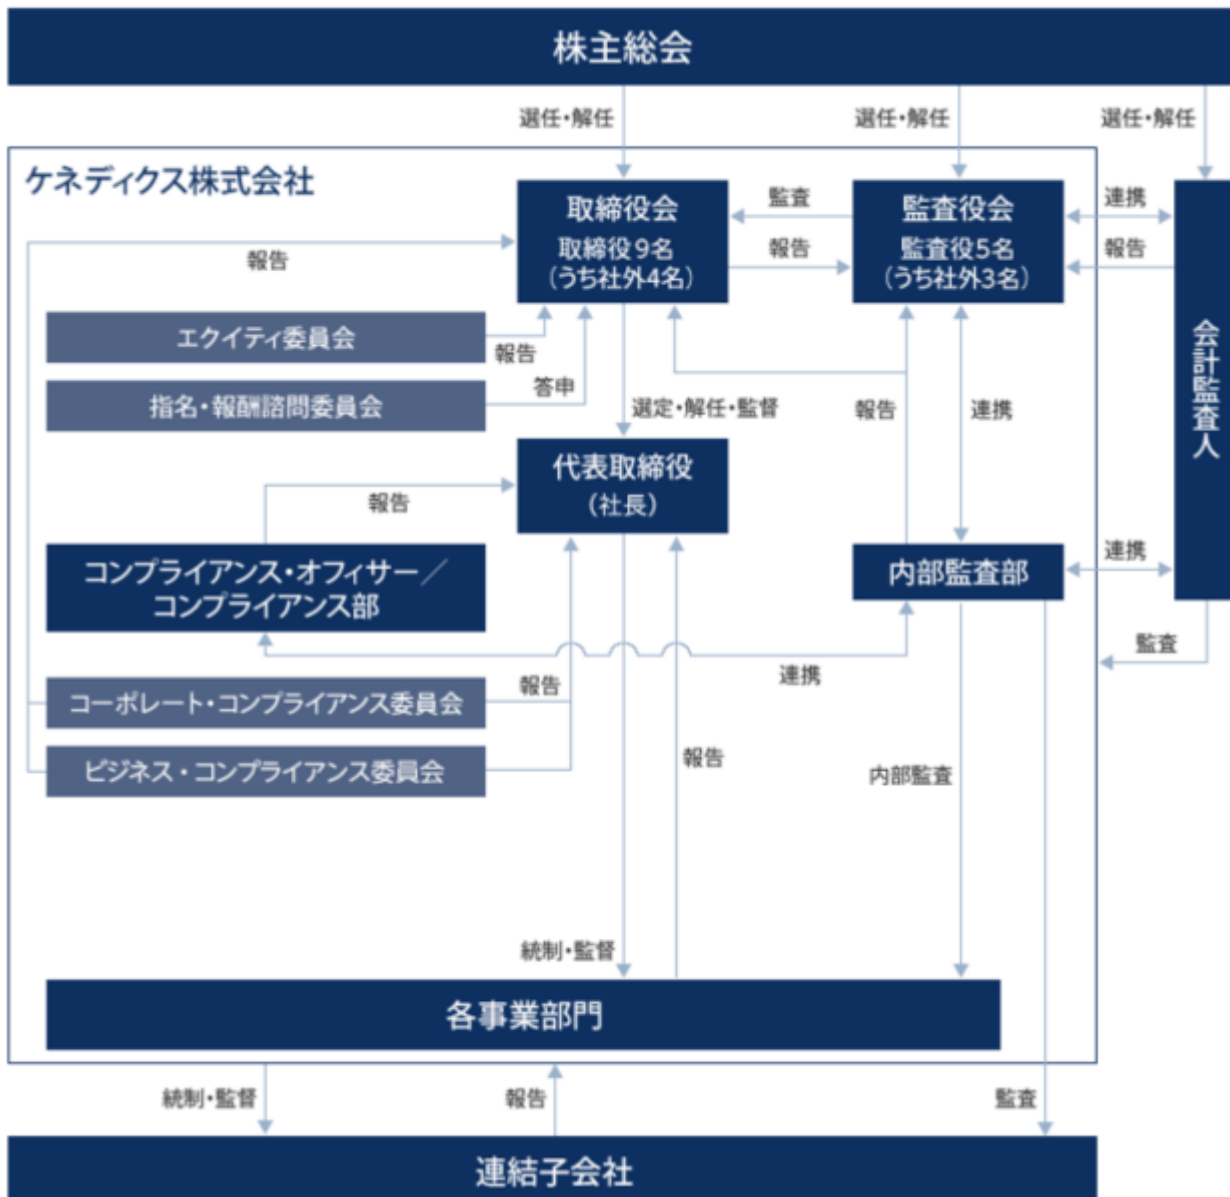 株主総会
選任・解任
選任・解任
選任・解任
ケネディクス株式会社
取締役会
取締役9名
(うち社外4名)
監査
報告
監査役会
監査役5名
(うち社外3名)
連携
報告
会計監査人
報告
エクイティ委員会
報告
指名・報酬諮問委員会
答申
選定・解任・監督
報告
連携
代表取締役
(社長)
報告
コンプライアンス・オフィサー／
コンプライアンス部
内部監査部
連携
監査
連携
コーポレート・コンプライアンス委員会
報告
ビジネス・コンプライアンス委員会
報告
内部監査
統制・監督
各事業部門
統制・監督
報告
監査
連結子会社